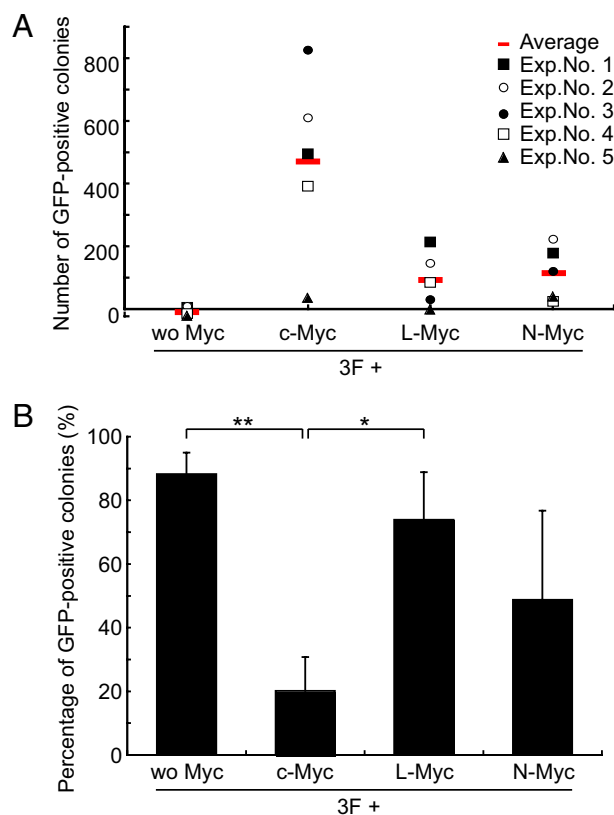 A
Number of GFP-positive colonies
800
600
400
200
0
Average
Exp.No. 1
Exp.No. 2
Exp.No. 3
Exp.No. 4
Exp.No. 5
wo Myc c-Myc L-Myc N-Myc
3F +
B
Percentage of GFP-positive colonies (%)
100
80
60
40
20
0
** *
wo Myc c-Myc L-Myc N-Myc
3F +